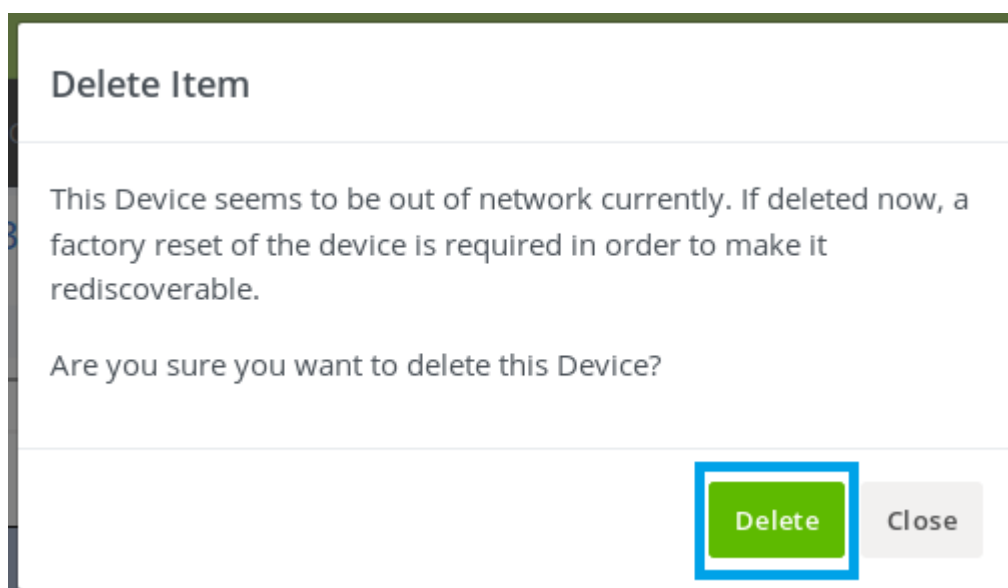 Delete Item
This Device seems to be out of network currently. If deleted now, a
factory reset of the device is required in order to make it
rediscoverable.
Are you sure you want to delete this Device?
Delete
Close